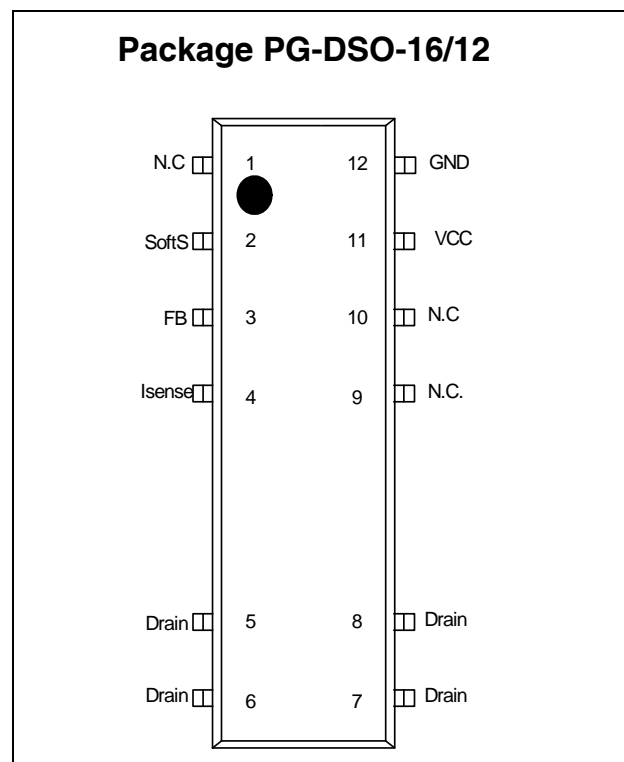 Package PG-DSO-16/12
N.C 1 12 GND
SoftS 2 11 VCC
FB 3 10 N.C
Isense 4 9 N.C.
Drain 5 8 Drain
Drain 6 7 Drain